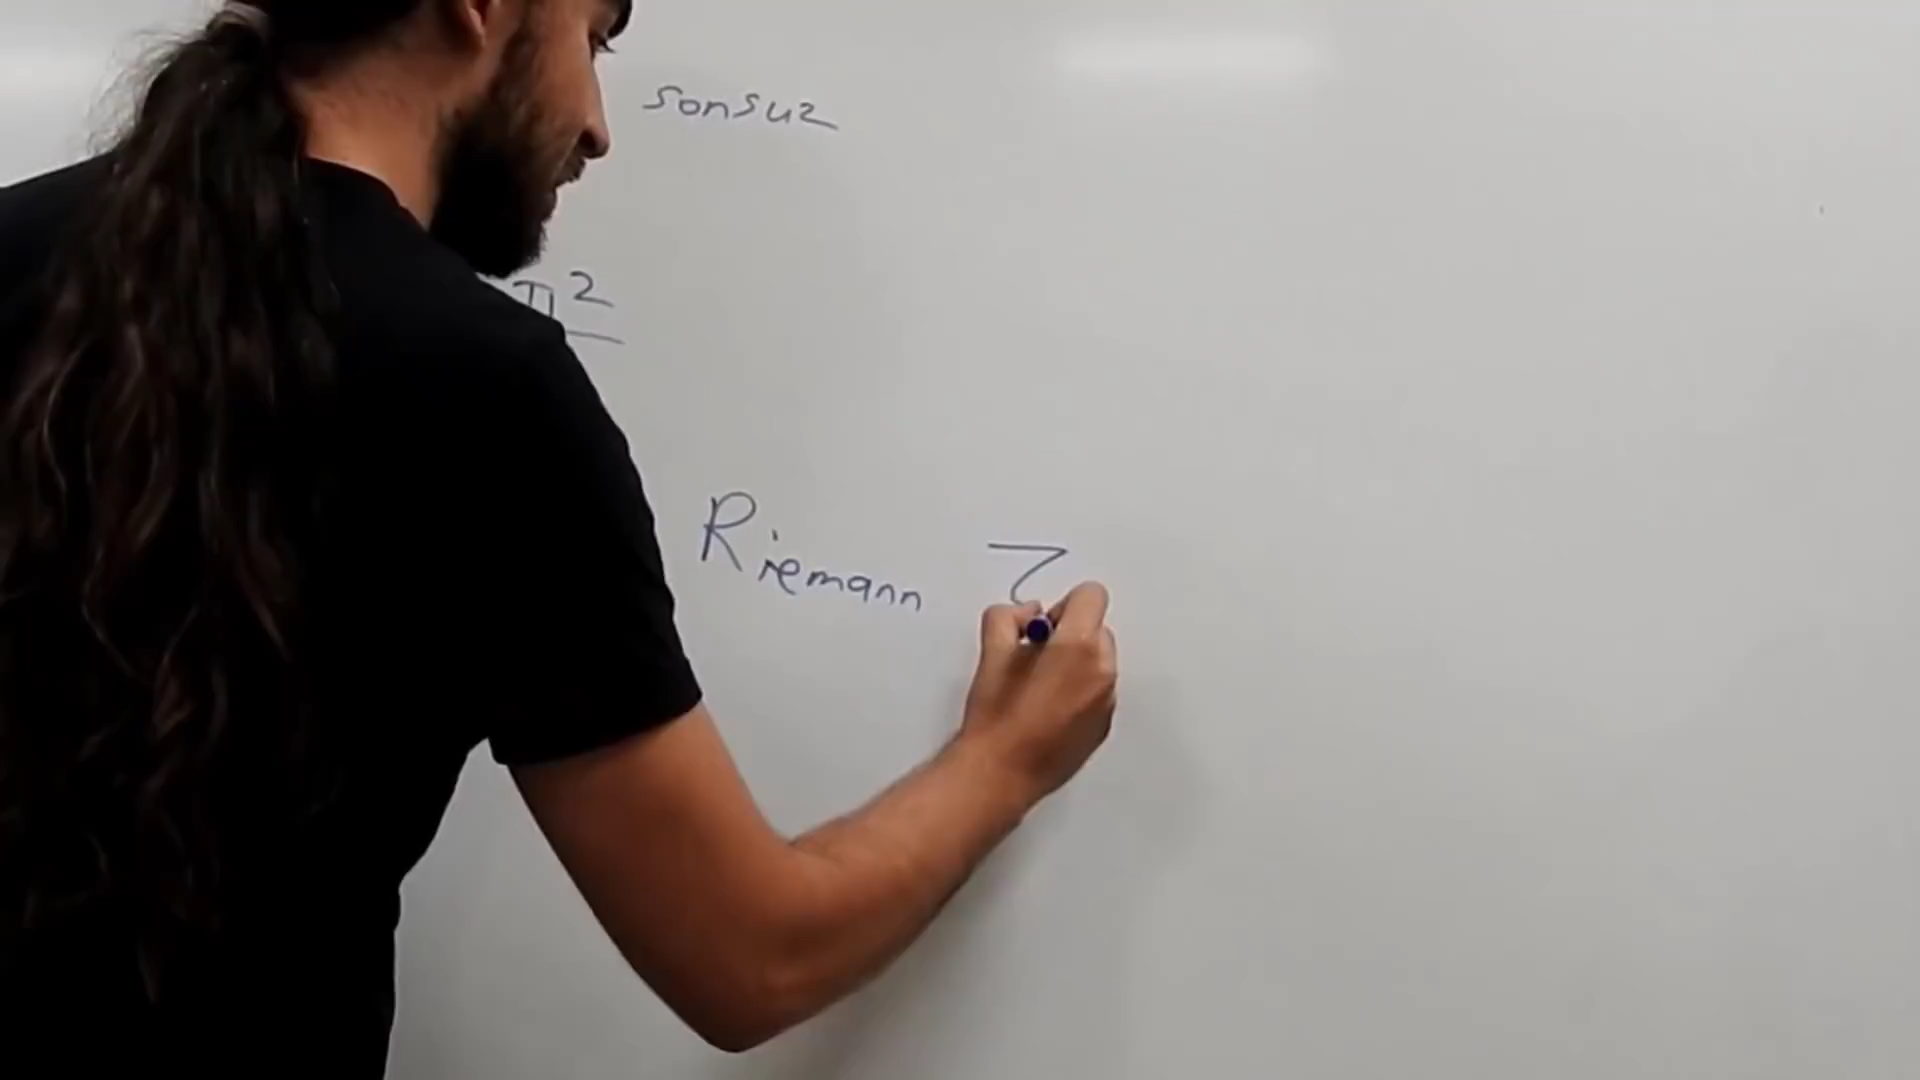 sonsuz
π²
Riemann Z